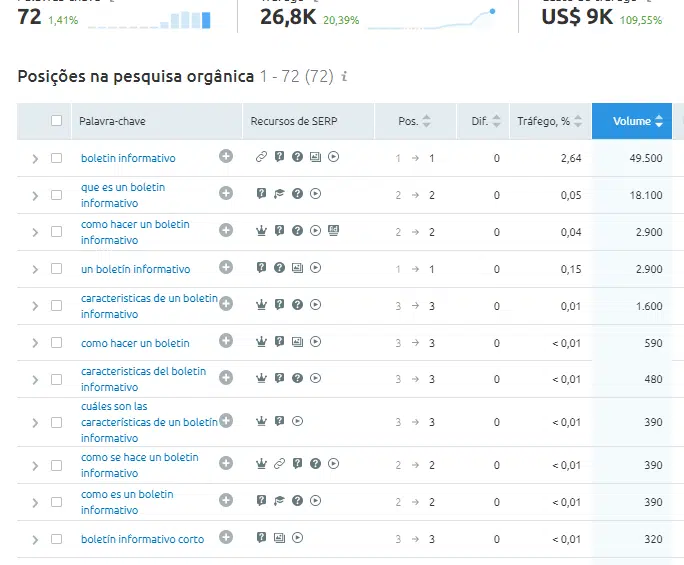 72 1,41%
26,8K 20,39%
US$ 9K 109,55%
Posições na pesquisa orgânica 1 - 72 (72) i
Palavra-chave Recursos de SERP Pos. Dif. Tráfego, % Volume
boletin informativo 1 → 1 0 2,64 49.500
que es un boletin
informativo 2 → 2 0 0,05 18.100
como hacer un boletin
informativo 2 → 2 0 0,04 2.900
un boletín informativo 1 → 1 0 0,15 2.900
caracteristicas de un boletin
informativo 3 → 3 0 0,01 1.600
como hacer un boletin 3 → 3 0 < 0,01 590
caracteristicas del boletin
informativo 3 → 3 0 < 0,01 480
cuáles son las
características de un boletín
informativo 3 → 3 0 < 0,01 390
como se hace un boletin
informativo 2 → 2 0 < 0,01 390
como es un boletin
informativo 2 → 2 0 < 0,01 390
boletín informativo corto 3 → 3 0 < 0,01 320